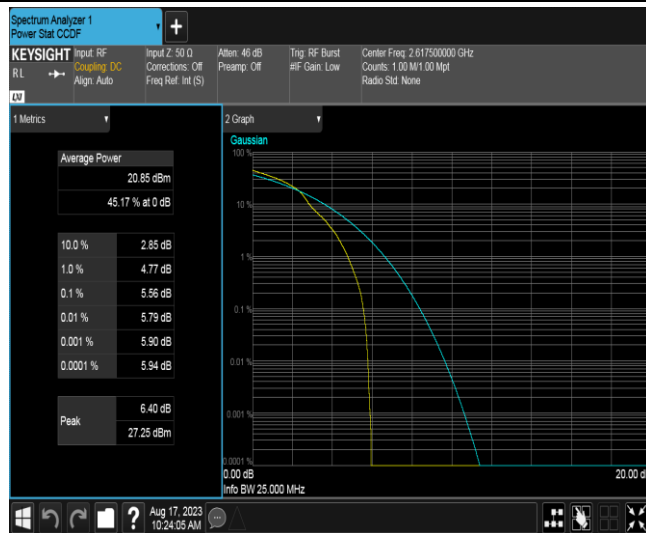 Spectrum Analyzer 1
Power Stat CCDF
+
KEYSIGHT
RL
LXI
Input: RF
Coupling: DC
Align: Auto
Input Z: 50 Ω
Corrections: Off
Freq Ref: Int (S)
Atten: 46 dB
Preamp: Off
Trig: RF Burst
#IF Gain: Low
Center Freq: 2.617500000 GHz
Counts: 1.00 M/1.00 Mpt
Radio Std: None
1 Metrics
Average Power
20.85 dBm
45.17 % at 0 dB
10.0 % 2.85 dB
1.0 % 4.77 dB
0.1 % 5.56 dB
0.01 % 5.79 dB
0.001 % 5.90 dB
0.0001 % 5.94 dB
Peak
6.40 dB
27.25 dBm
2 Graph
Gaussian
100 %
10 %
1 %
0.1 %
0.01 %
0.001 %
0.0001 %
0.00 dB 20.00 d
Info BW 25.000 MHz
?
Aug 17, 2023
10:24:05 AM